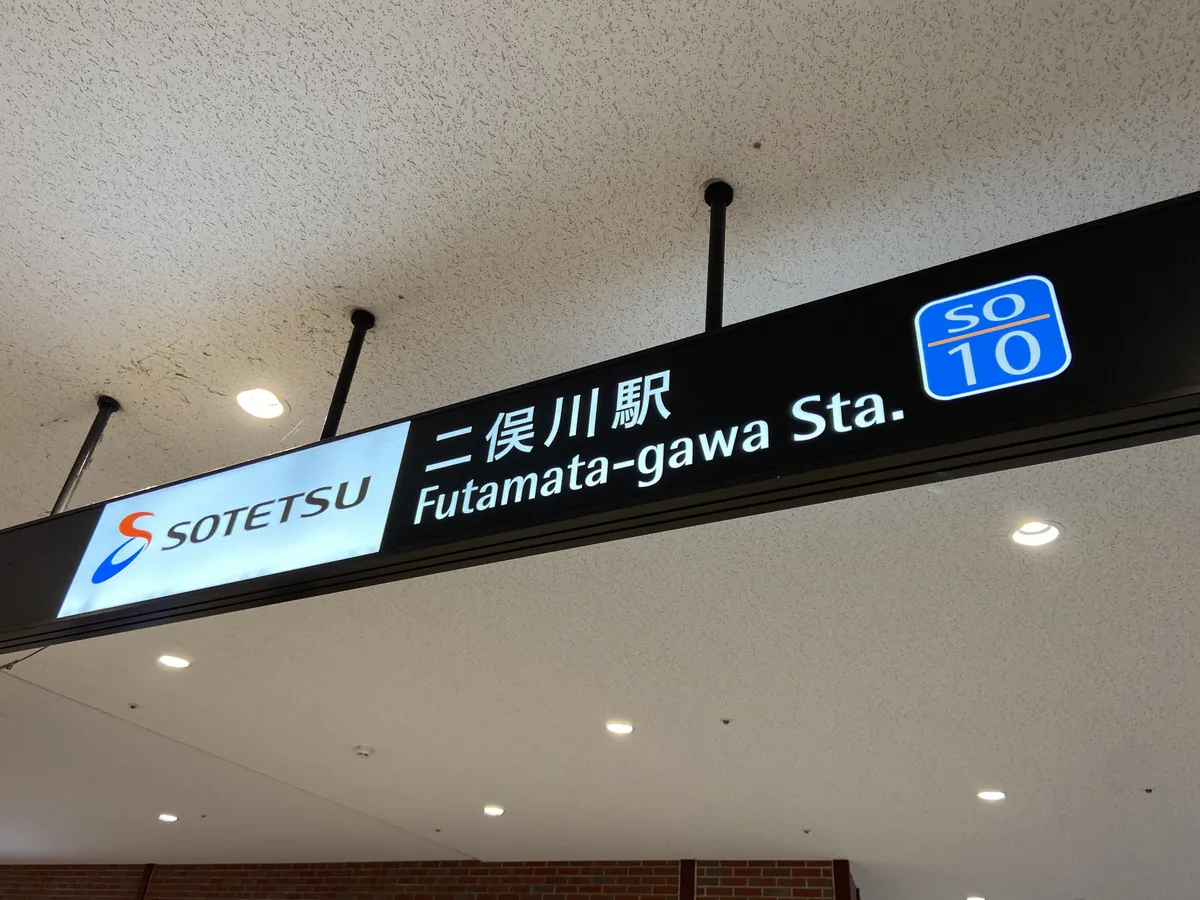 SOTETSU
二俣川駅
Futamata-gawa Sta.
SO
10